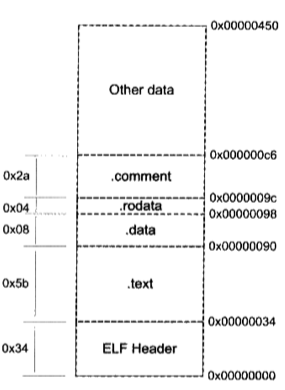 0x00000450
Other data
0x000000c6
0x2a
.comment
0x0000009c
0x04
.rodata
0x00000098
0x08
.data
0x00000090
0x5b
.text
0x00000034
0x34
ELF Header
0x00000000